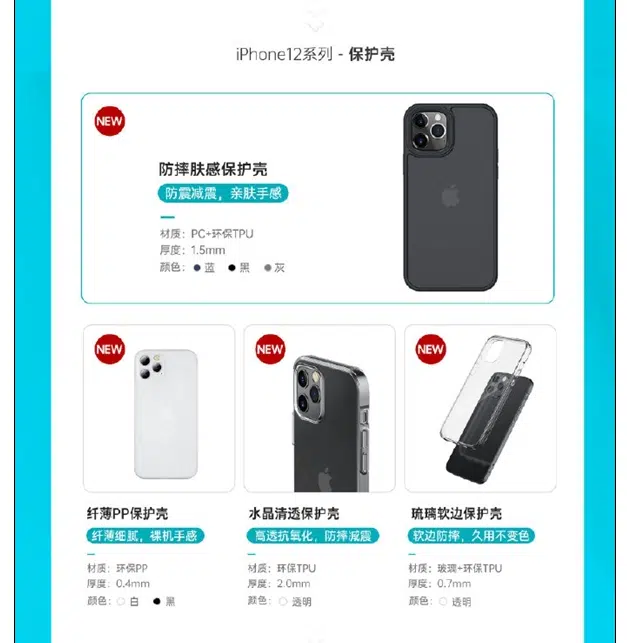 iPhone12系列 - 保护壳
NEW
防摔肤感保护壳
防震减震，亲肤手感
材质：PC+环保TPU
厚度：1.5mm
颜色：蓝 黑 灰
NEW
NEW
NEW
纤薄PP保护壳
纤薄细腻，裸机手感
材质：环保PP
厚度：0.4mm
颜色：白 黑
水晶清透保护壳
高透抗氧化，防摔减震
材质：环保TPU
厚度：2.0mm
颜色：透明
琉璃软边保护壳
软边防摔，久用不变色
材质：玻璃+环保TPU
厚度：0.7mm
颜色：透明